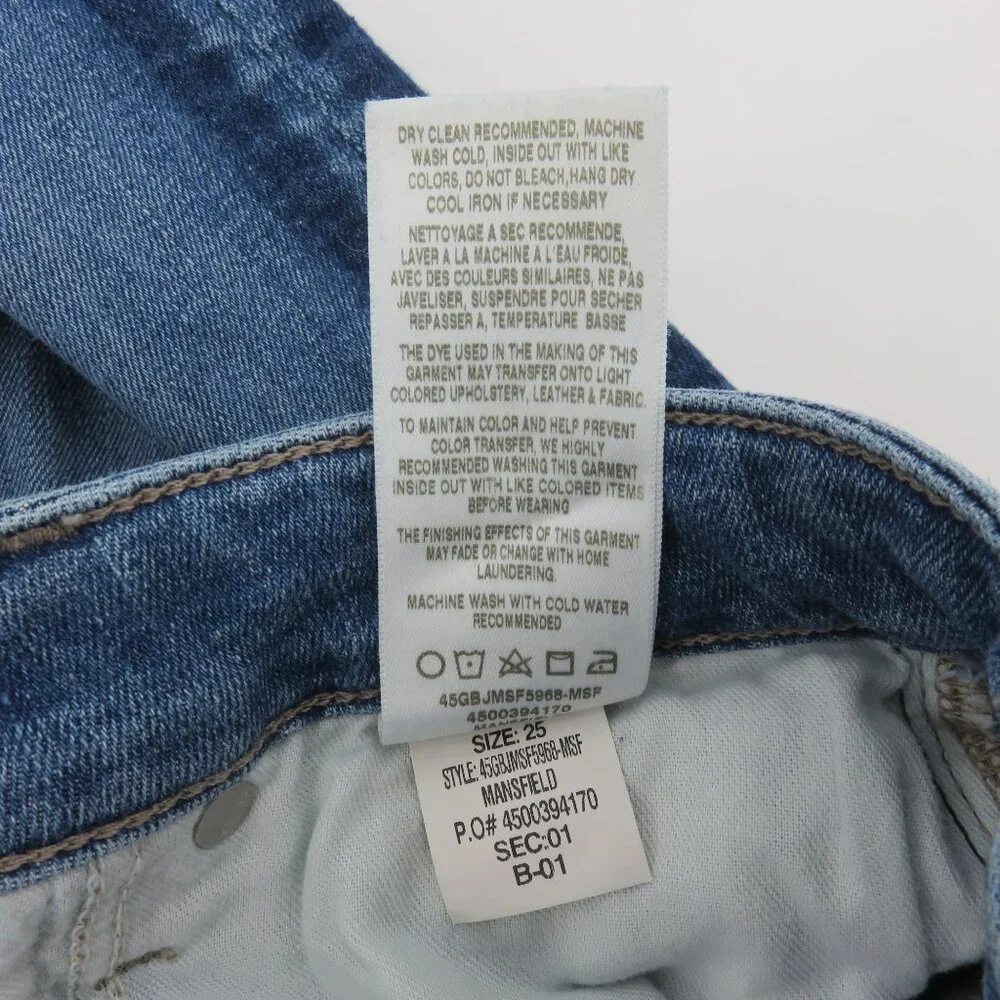 DRY CLEAN RECOMMENDED, MACHINE
WASH COLD, INSIDE OUT WITH LIKE
COLORS, DO NOT BLEACH,HANG DRY
COOL IRON IF NECESSARY
NETTOYAGE A SEC RECOMMENDE,
LAVER A LA MACHINE A L'EAU FROIDE,
AVEC DES COULEURS SIMILAIRES, NE PAS
JAVELISER, SUSPENDRE POUR SECHER
REPASSER A, TEMPERATURE BASSE
THE DYE USED IN THE MAKING OF THIS
GARMENT MAY TRANSFER ONTO LIGHT
COLORED UPHOLSTERY, LEATHER & FABRIC.
TO MAINTAIN COLOR AND HELP PREVENT
COLOR TRANSFER, WE HIGHLY
RECOMMENDED WASHING THIS GARMENT
INSIDE OUT WITH LIKE COLORED ITEMS
BEFORE WEARING
THE FINISHING EFFECTS OF THIS GARMENT
MAY FADE OR CHANGE WITH HOME
LAUNDERING.
MACHINE WASH WITH COLD WATER
RECOMMENDED
45GBJMSF5968-MSF
4500394170
MANSFIELD
SIZE: 25
STYLE: 45GBJMSF5968-MSF
MANSFIELD
P.O# 4500394170
SEC:01
B-01